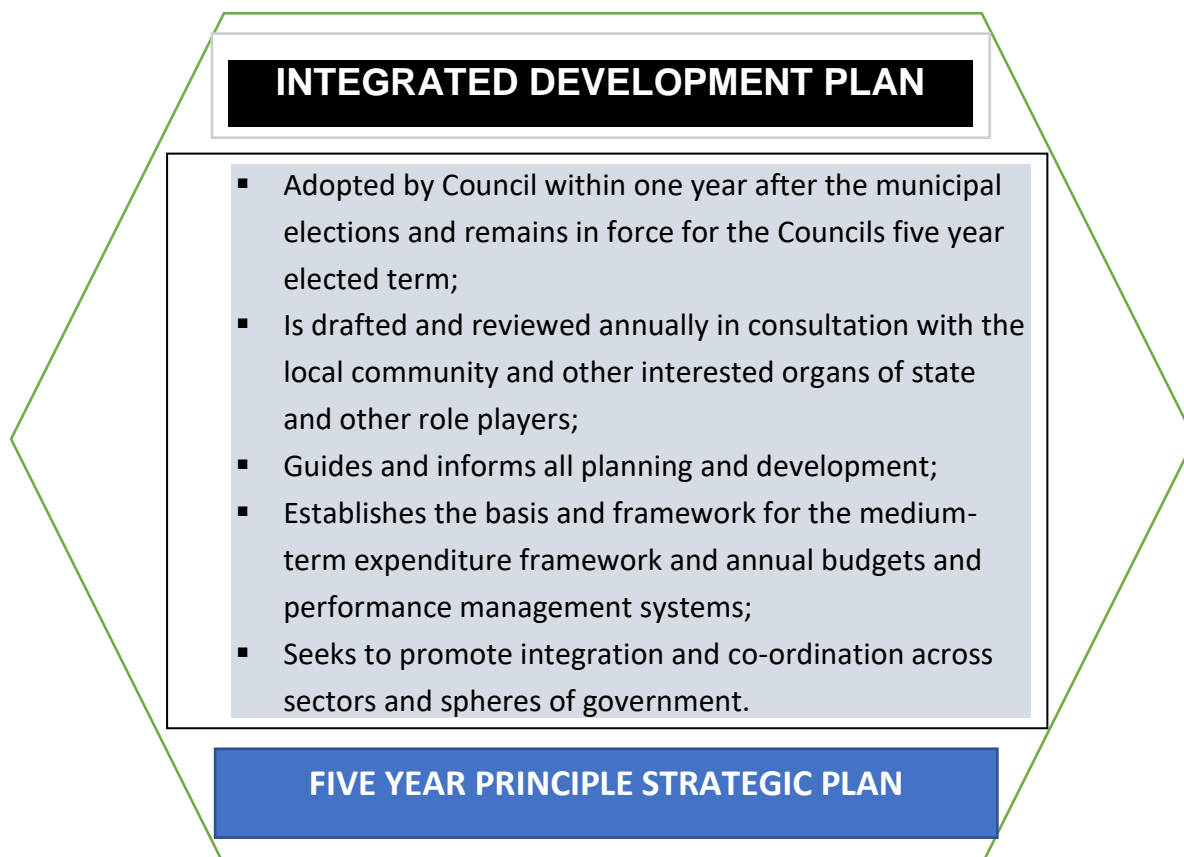 INTEGRATED DEVELOPMENT PLAN
▪ Adopted by Council within one year after the municipal
elections and remains in force for the Councils five year
elected term;
▪ Is drafted and reviewed annually in consultation with the
local community and other interested organs of state
and other role players;
▪ Guides and informs all planning and development;
▪ Establishes the basis and framework for the medium-
term expenditure framework and annual budgets and
performance management systems;
▪ Seeks to promote integration and co-ordination across
sectors and spheres of government.
FIVE YEAR PRINCIPLE STRATEGIC PLAN